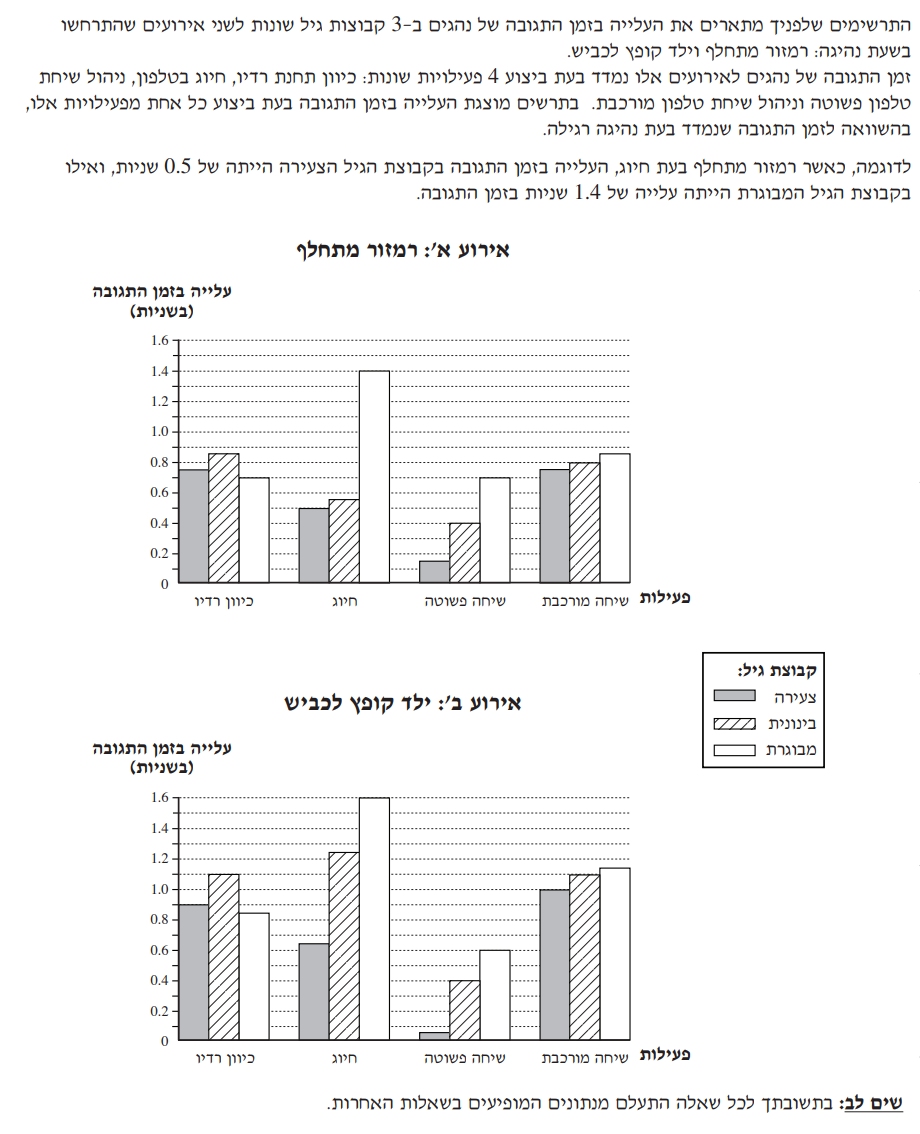 התרשימים שלפניך מתארים את העלייה בזמן התגובה של נהגים ב-3 קבוצות גיל שונות לשני אירועים שהתרחשו
בשעת נהיגה: רמזור מתחלף וילד קופץ לכביש.
זמן התגובה של נהגים לאירועים אלו נמדד בעת ביצוע 4 פעילויות שונות: כיוון תחנת רדיו, חיוג בטלפון, ניהול שיחת
טלפון פשוטה וניהול שיחת טלפון מורכבת. בתרשים מוצגת העלייה בזמן התגובה בעת ביצוע כל אחת מפעילויות אלו,
בהשוואה לזמן התגובה שנמדד בעת נהיגה רגילה.
לדוגמה, כאשר רמזור מתחלף בעת חיוג, העלייה בזמן התגובה בקבוצת הגיל הצעירה הייתה של 0.5 שניות, ואילו
בקבוצת הגיל המבוגרת הייתה עלייה של 1.4 שניות בזמן התגובה.
אירוע א': רמזור מתחלף
עלייה בזמן התגובה
(בשניות)
1.6
1.4
1.2
1.0
0.8
0.6
0.4
0.2
0
כיוון רדיו חיוג שיחה פשוטה שיחה מורכבת פעילות
קבוצת גיל:
צעירה
בינונית
מבוגרת
אירוע ב': ילד קופץ לכביש
עלייה בזמן התגובה
(בשניות)
1.6
1.4
1.2
1.0
0.8
0.6
0.4
0.2
0
כיוון רדיו חיוג שיחה פשוטה שיחה מורכבת פעילות
שים לב: בתשובתך לכל שאלה התעלם מנתונים המופיעים בשאלות האחרות.